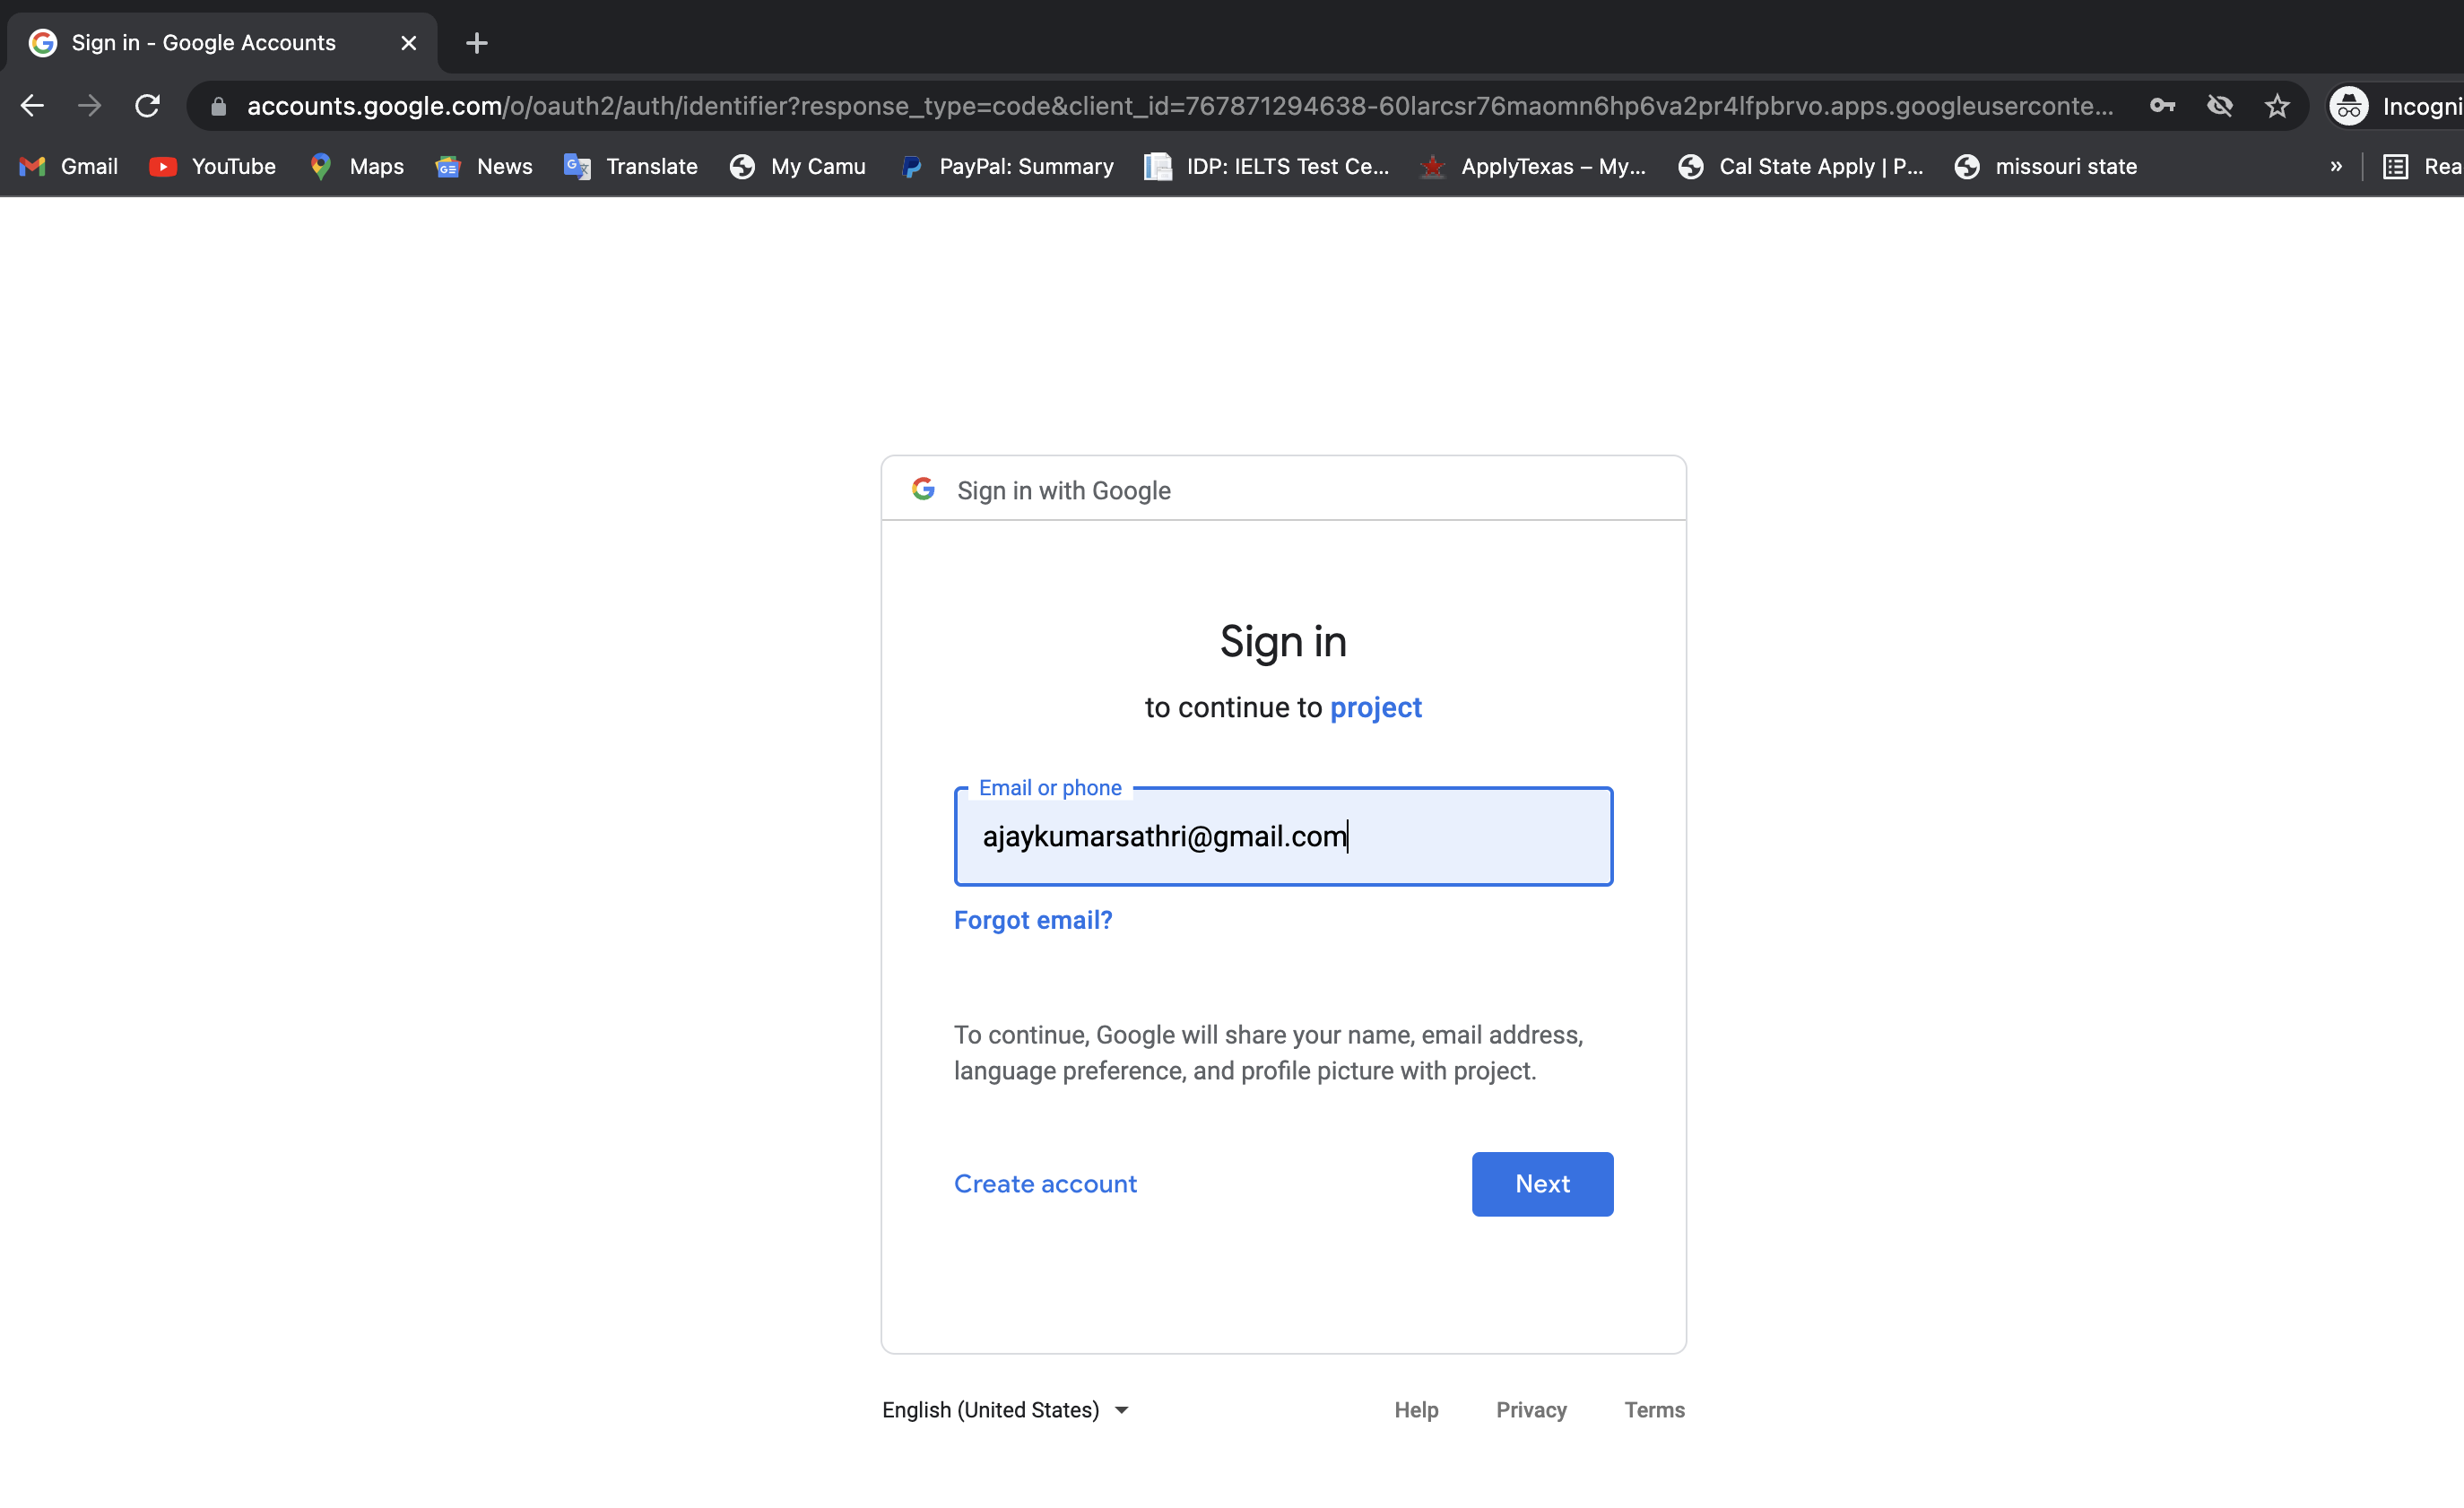 Sign in - Google Accounts
accounts.google.com/o/oauth2/auth/identifier?response_type=code&client_id=767871294638-60larcsr76maomn6hp6va2pr4lfpbrvo.apps.googleuserconte...
Incogni
Gmail YouTube Maps News Translate My Camu PayPal: Summary IDP: IELTS Test Ce... ApplyTexas – My... Cal State Apply | P... missouri state » Rea
Sign in with Google
Sign in
to continue to project
Email or phone
ajaykumarsathri@gmail.com
Forgot email?
To continue, Google will share your name, email address,
language preference, and profile picture with project.
Create account Next
English (United States) Help Privacy Terms